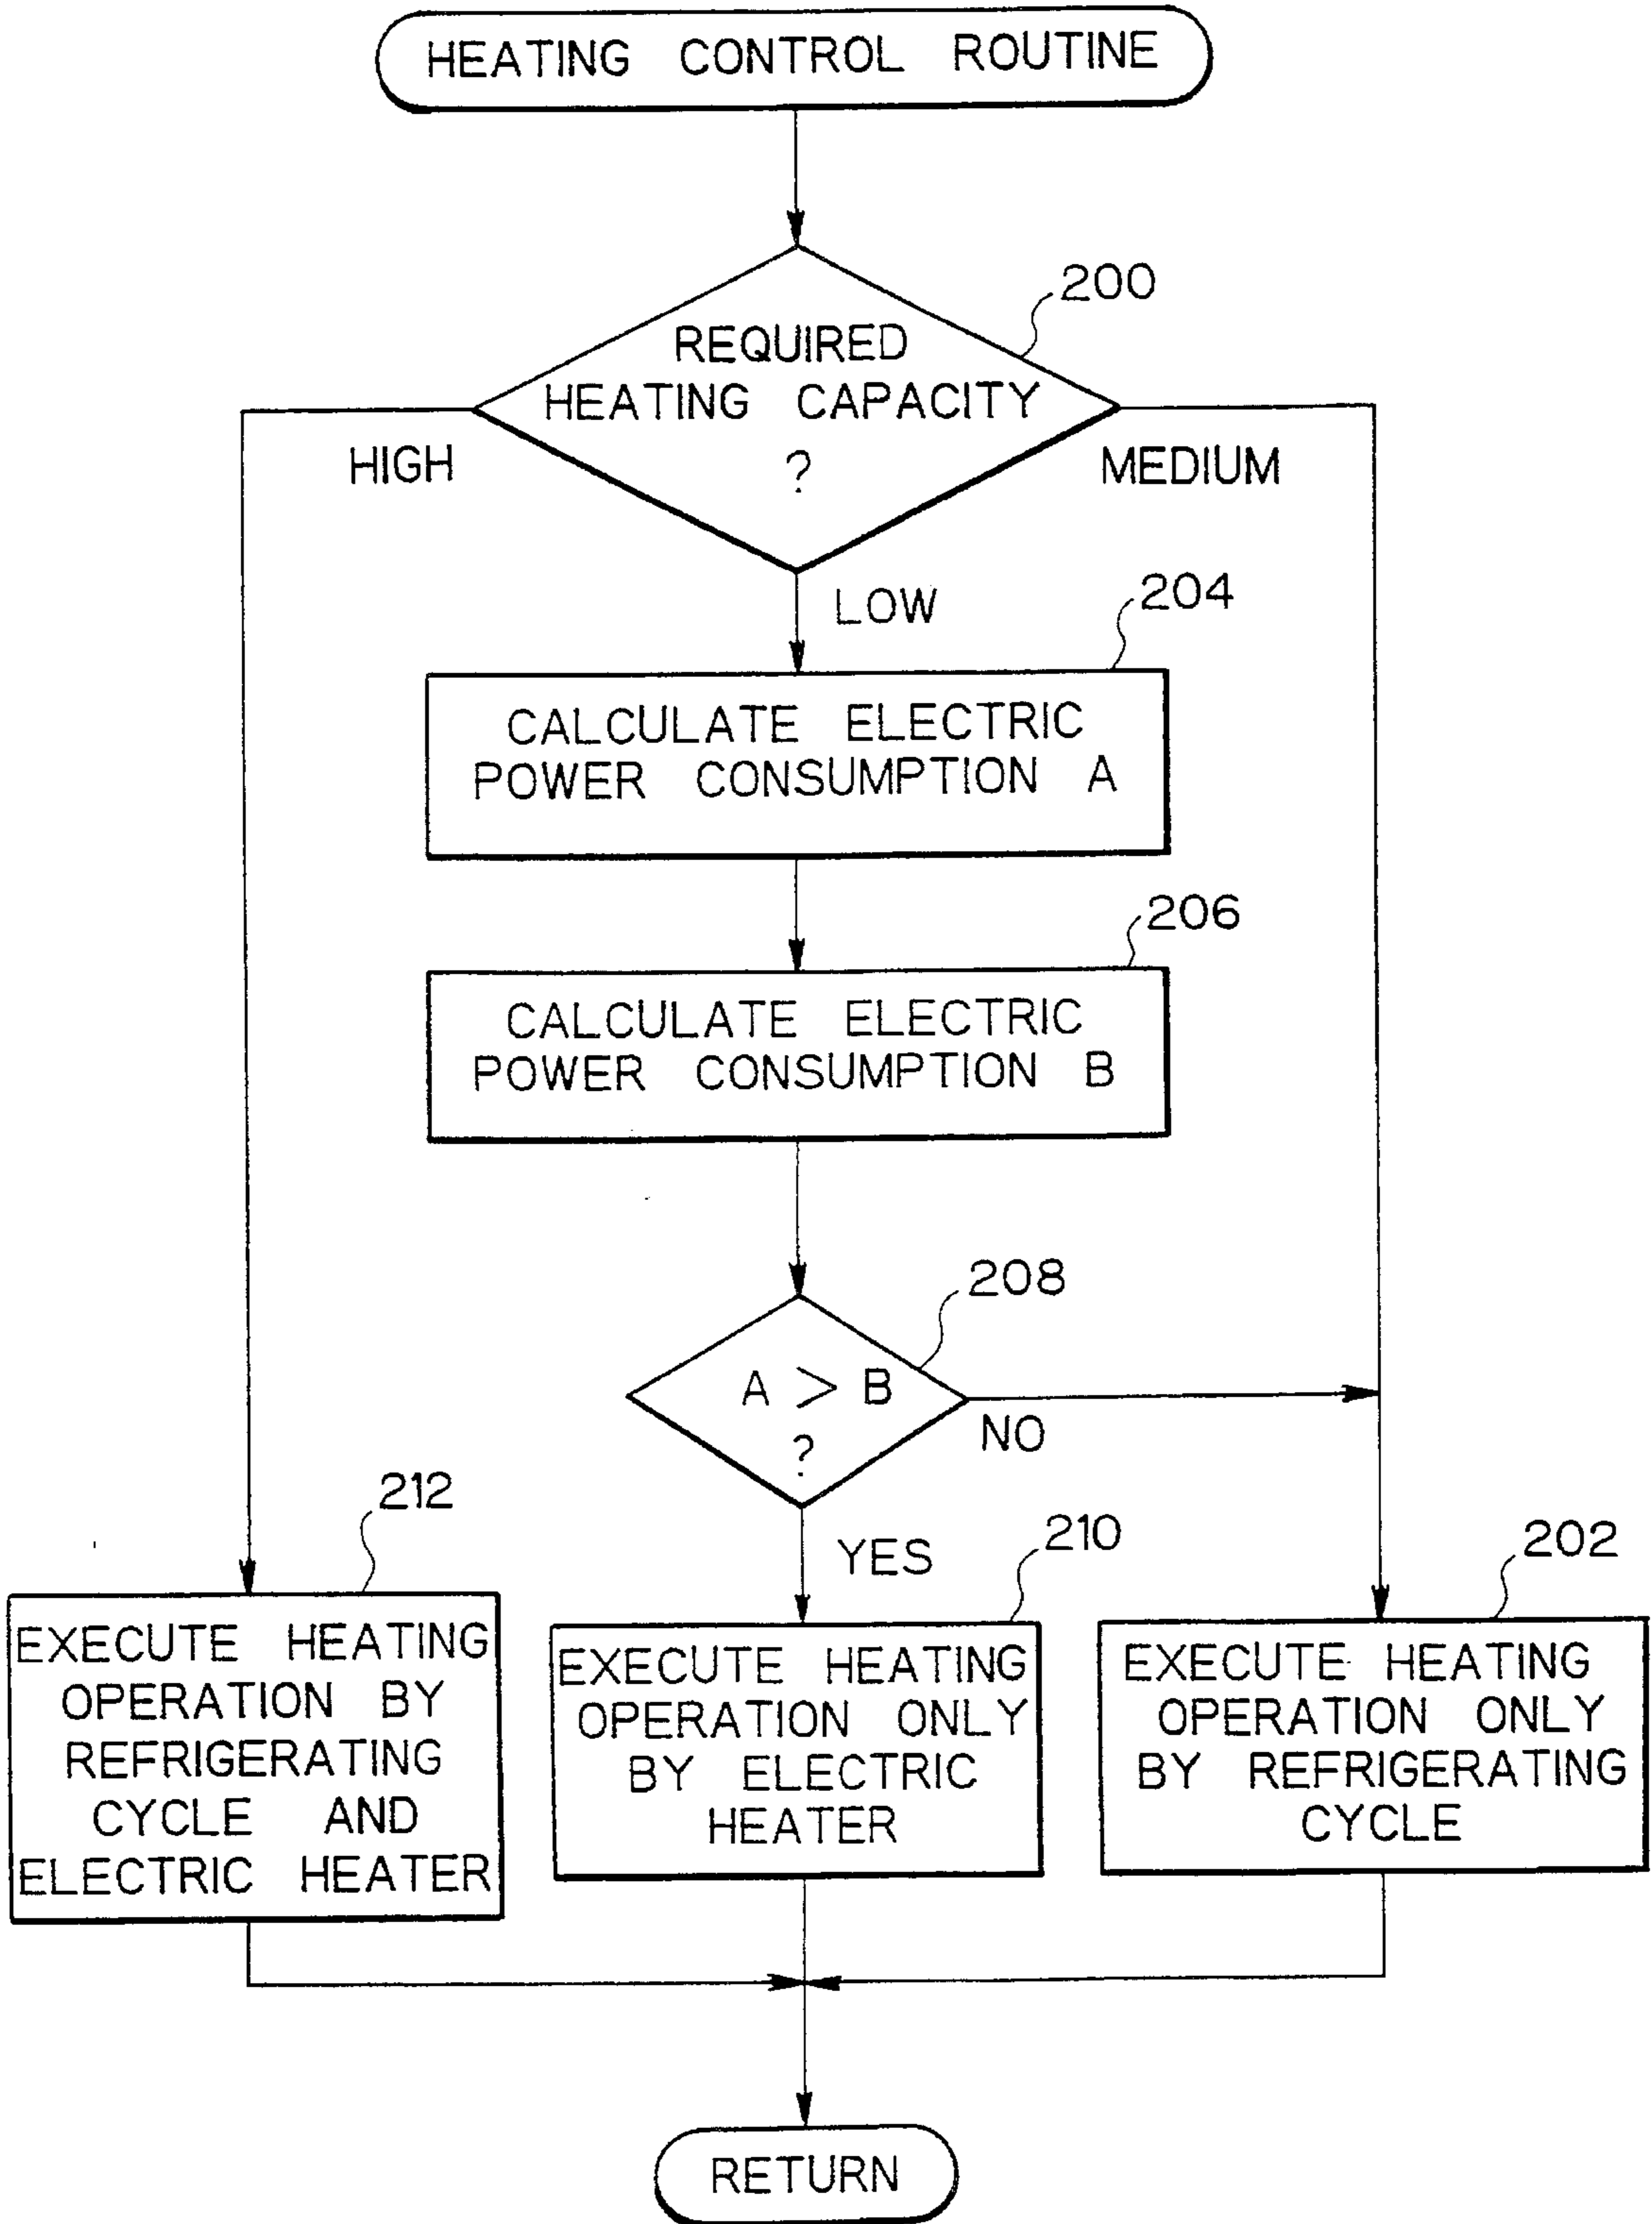 HEATING CONTROL ROUTINE
200
REQUIRED
HEATING CAPACITY
?
HIGH
MEDIUM
LOW
204
CALCULATE ELECTRIC
POWER CONSUMPTION A
206
CALCULATE ELECTRIC
POWER CONSUMPTION B
208
A > B
?
NO
YES
212
EXECUTE HEATING
OPERATION BY
REFRIGERATING
CYCLE AND
ELECTRIC HEATER
210
EXECUTE HEATING
OPERATION ONLY
BY ELECTRIC
HEATER
202
EXECUTE HEATING
OPERATION ONLY
BY REFRIGERATING
CYCLE
RETURN